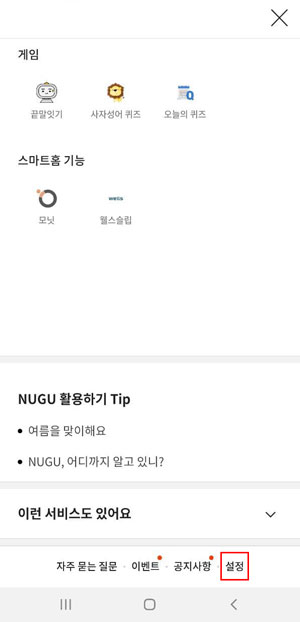 게임
끝말잇기 사자성어 퀴즈 오늘의 퀴즈
스마트홈 기능
모닛 웰스슬립
NUGU 활용하기 Tip
여름을 맞이해요
NUGU, 어디까지 알고 있니?
이런 서비스도 있어요
자주 묻는 질문 · 이벤트 · 공지사항 · 설정